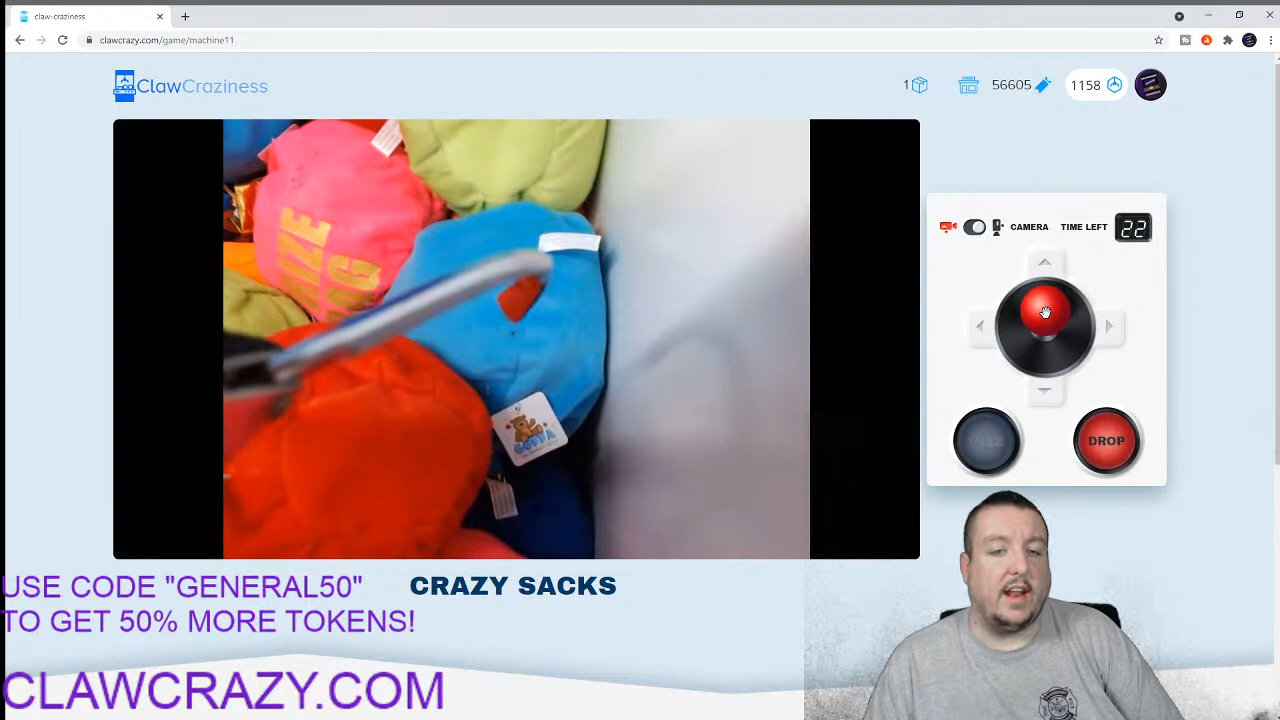 claw-craziness
clawcrazy.com/game/machine11
ClawCraziness
1
56605
1158
CAMERA
TIME LEFT
22
DROP
GOFFA
CRAZY SACKS
USE CODE "GENERAL50"
TO GET 50% MORE TOKENS!
CLAWCRAZY.COM